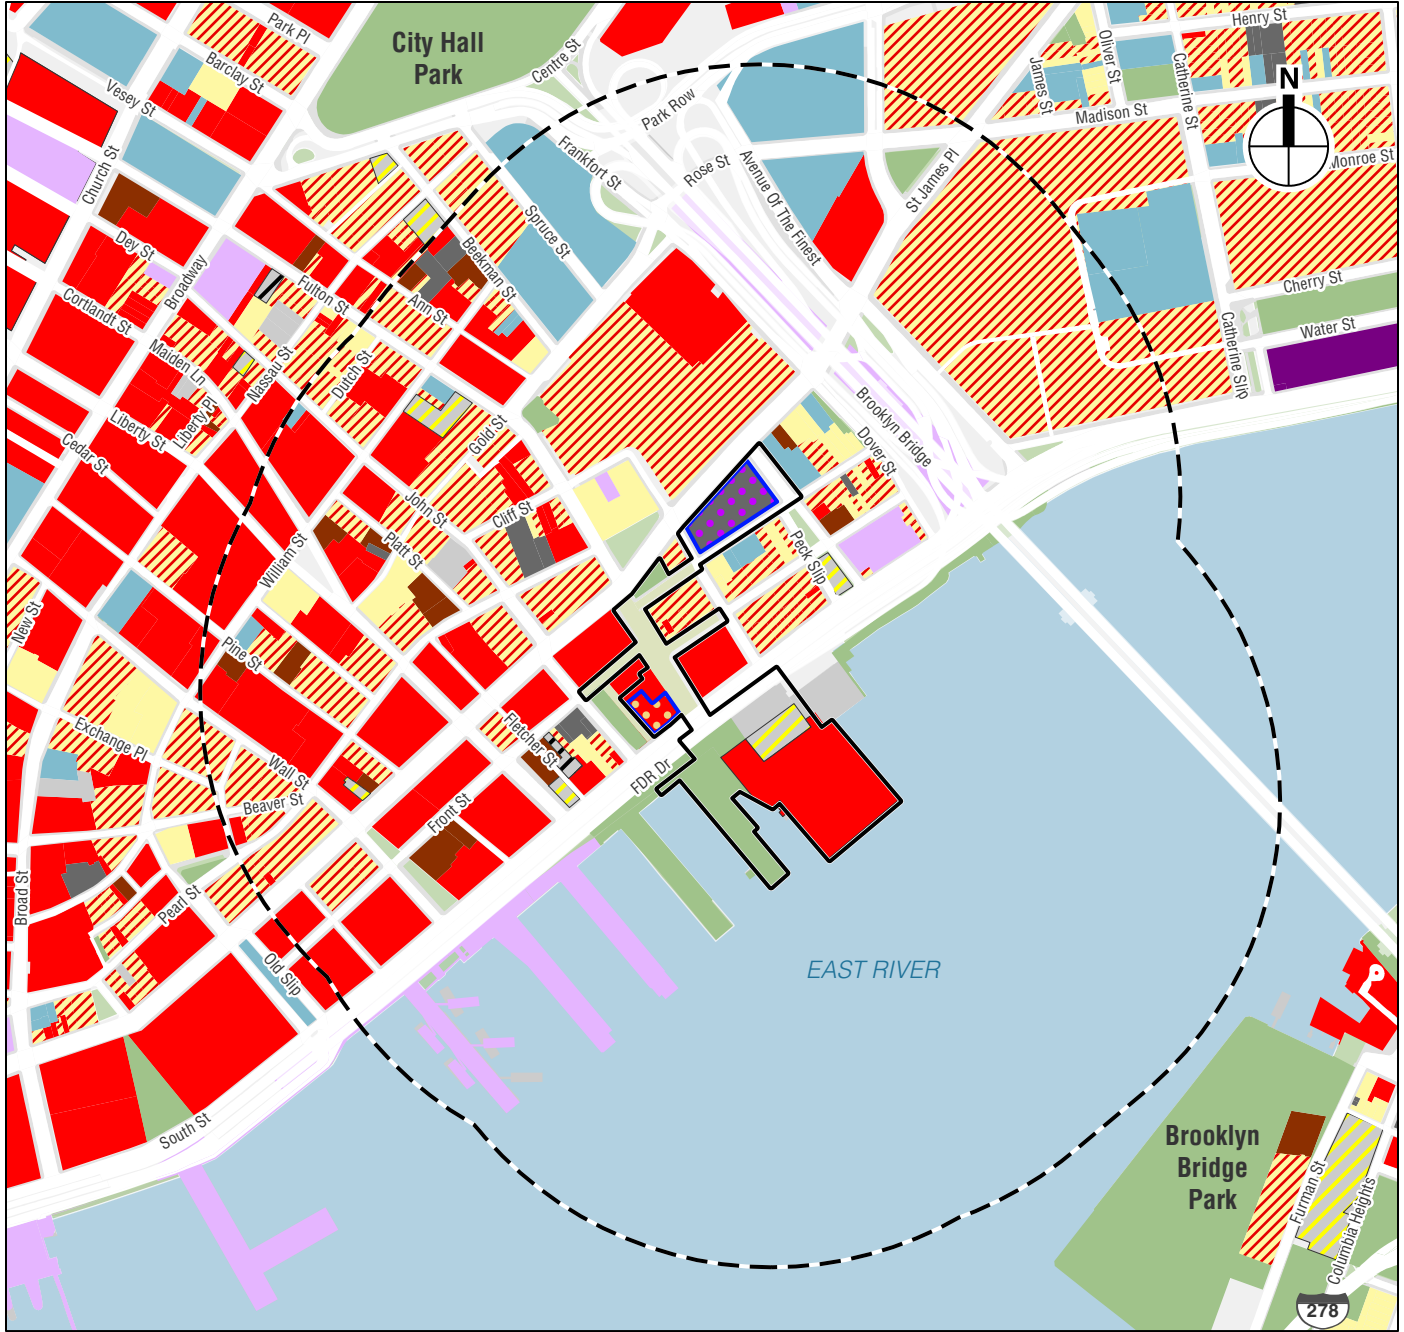 Park Pl
Barclay St
Vesey St
City Hall
Park
Centre St
Park Row
Frankfort St
Rose St
Avenue Of The Finest
Spruce St
St James Pl
James St
Oliver St
Henry St
Catherine St
Madison St
Monroe St
N
Church St
Dey St
Broadway
Cortlandt St
Maiden Ln
Fulton St
Beekman St
Ann St
Nassau St
Dutch St
Liberty Pl
Liberty St
Cedar St
Gold St
John St
Cliff St
Platt St
William St
Pine St
New St
Exchange Pl
Wall St
Beaver St
Broad St
Pearl St
Front St
Fletcher St
FDR Dr
Old Slip
South St
Peck Slip
Dover St
Brooklyn Bridge
Cherry St
Water St
Catherine Slip
EAST RIVER
Brooklyn
Bridge
Park
Furman St
Columbia Heights
278